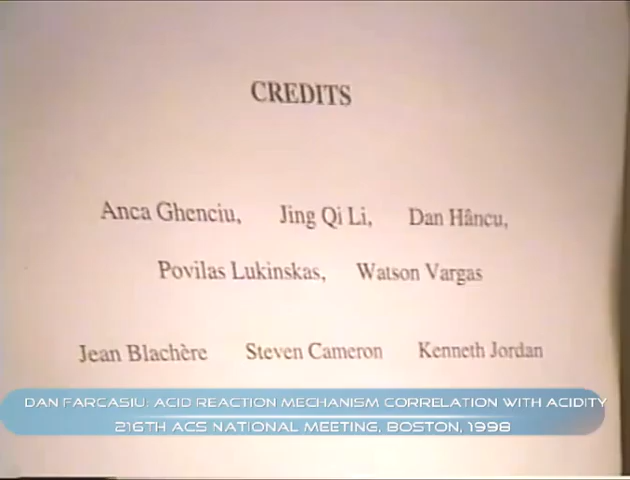 CREDITS
Anca Ghenciu, Jing Qi Li, Dan Hâncu,
Povilas Lukinskas, Watson Vargas
Jean Blachère Steven Cameron Kenneth Jordan
DAN FARCASIU: ACID REACTION MECHANISM CORRELATION WITH ACIDITY
216TH ACS NATIONAL MEETING, BOSTON, 1998